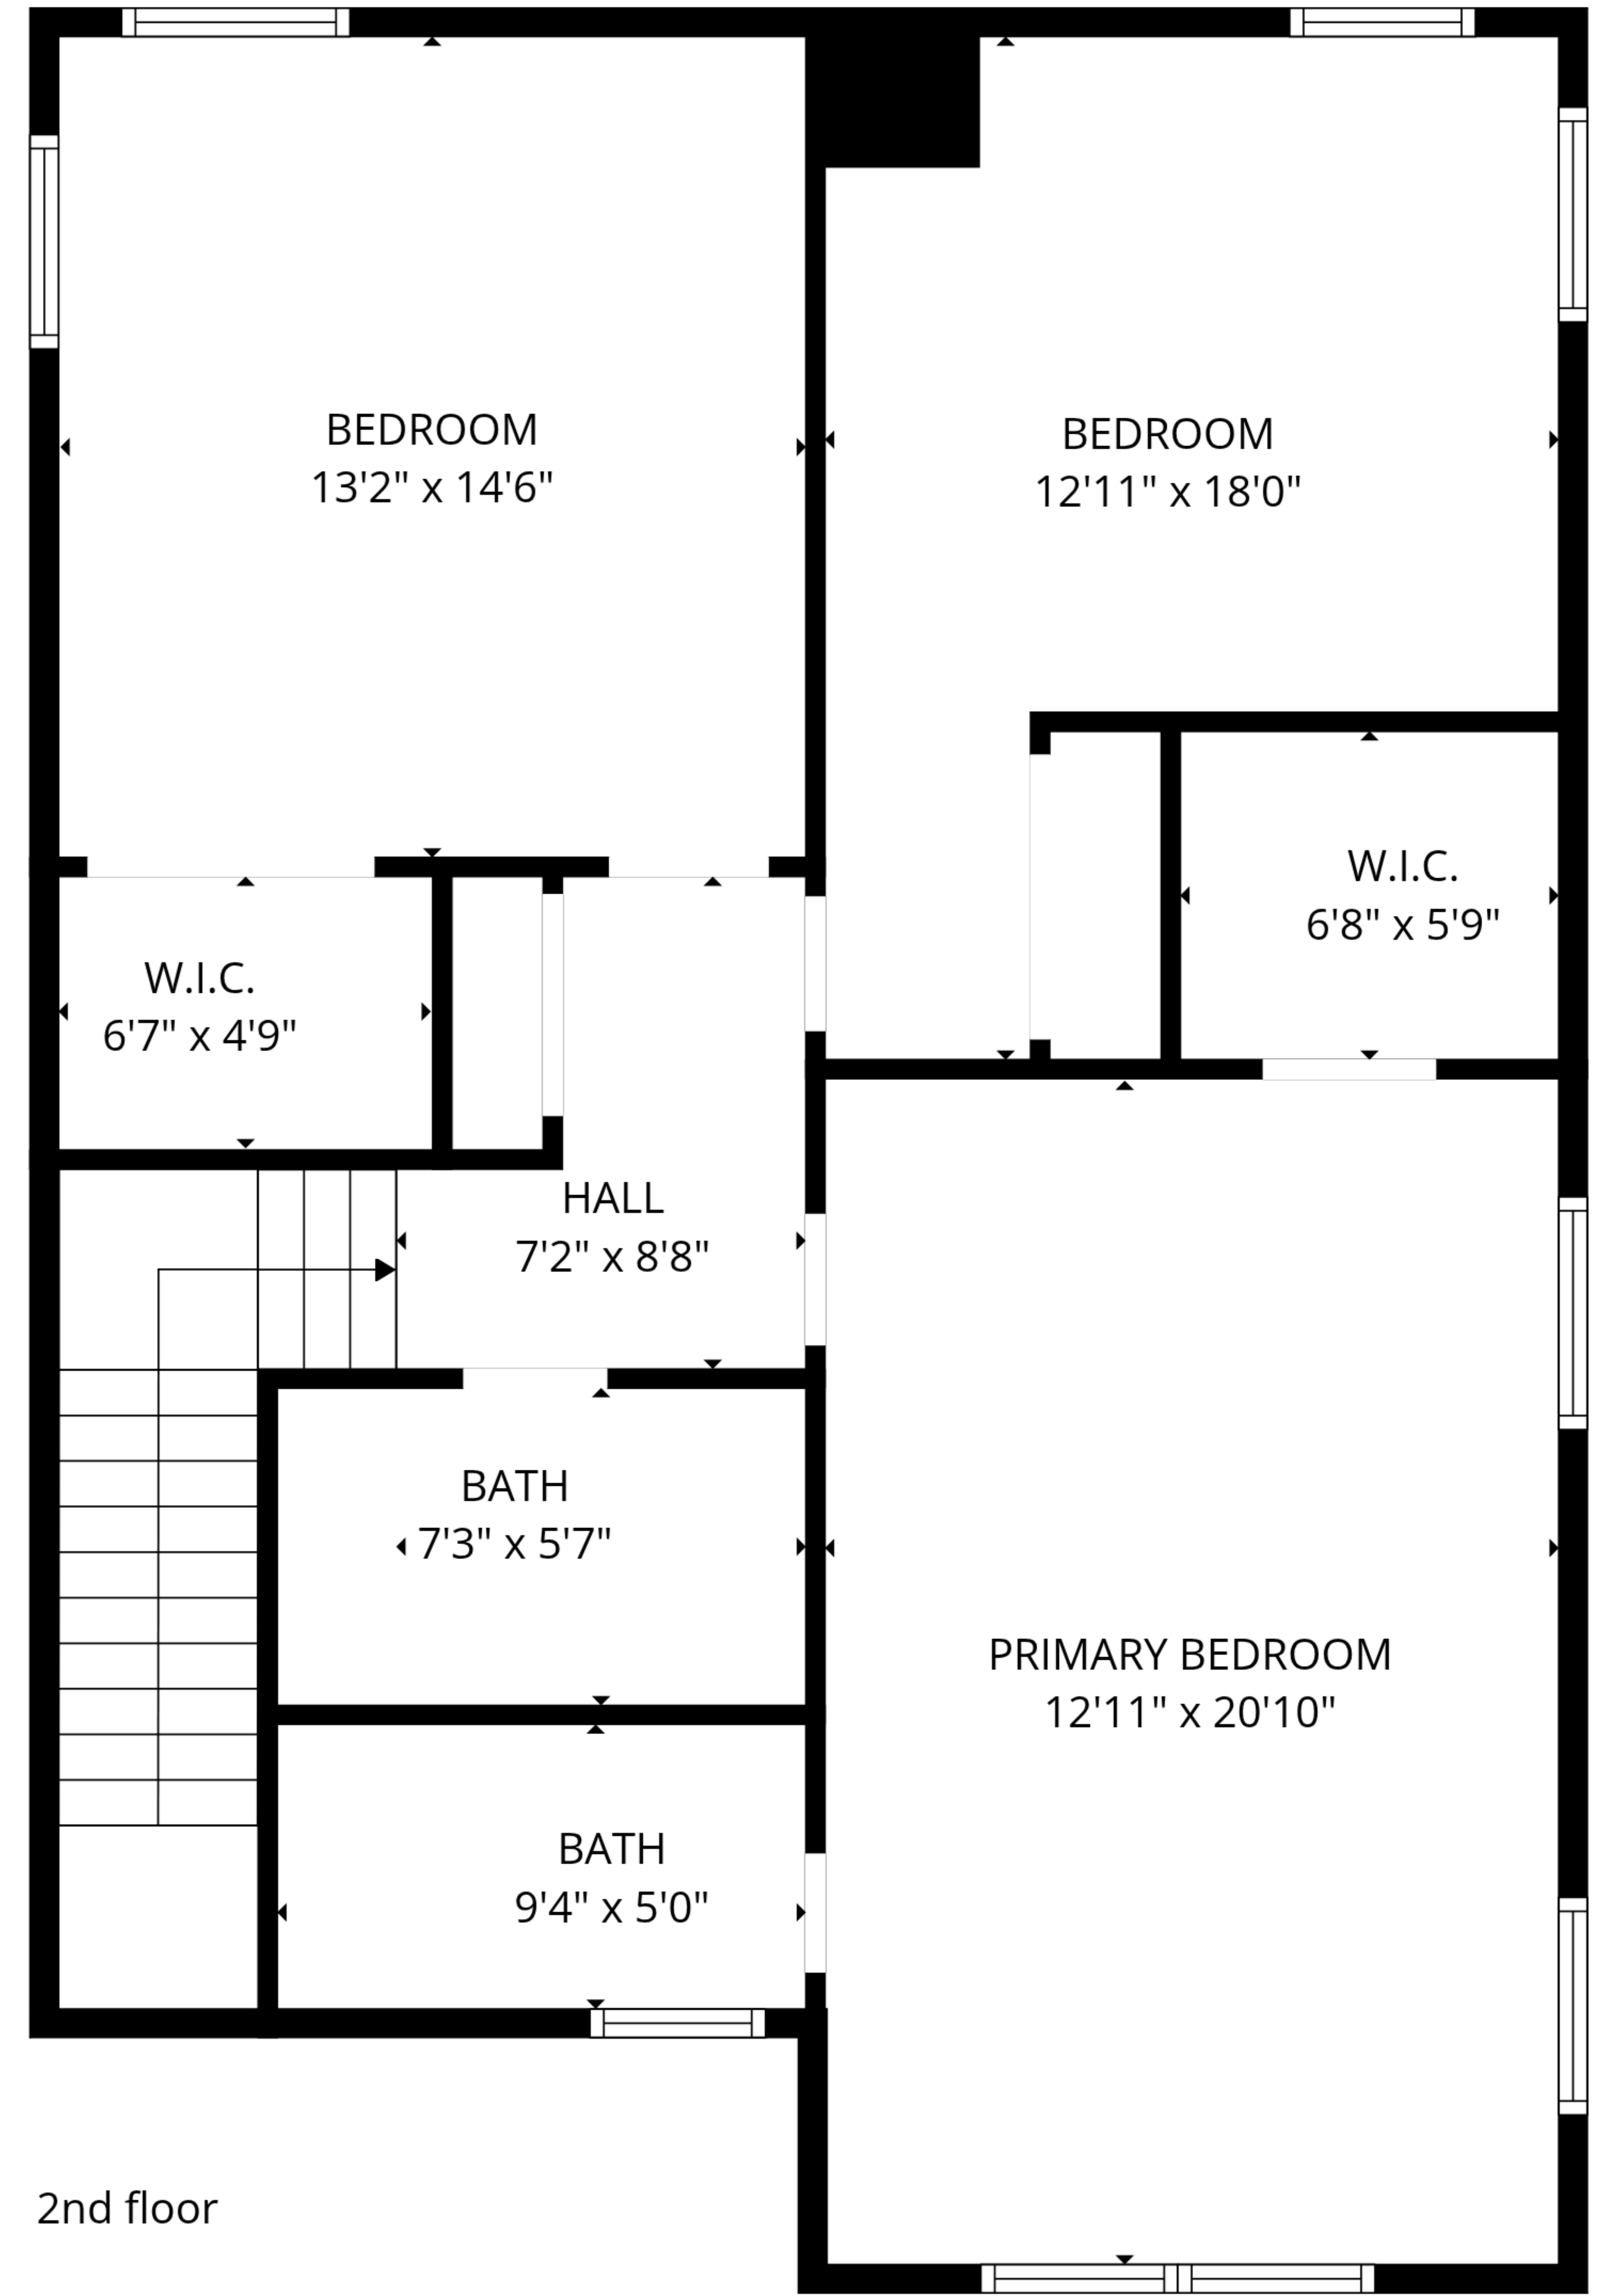 BEDROOM
13'2" x 14'6"
BEDROOM
12'11" x 18'0"
W.I.C.
6'8" x 5'9"
W.I.C.
6'7" x 4'9"
HALL
7'2" x 8'8"
BATH
7'3" x 5'7"
PRIMARY BEDROOM
12'11" x 20'10"
BATH
9'4" x 5'0"
2nd floor